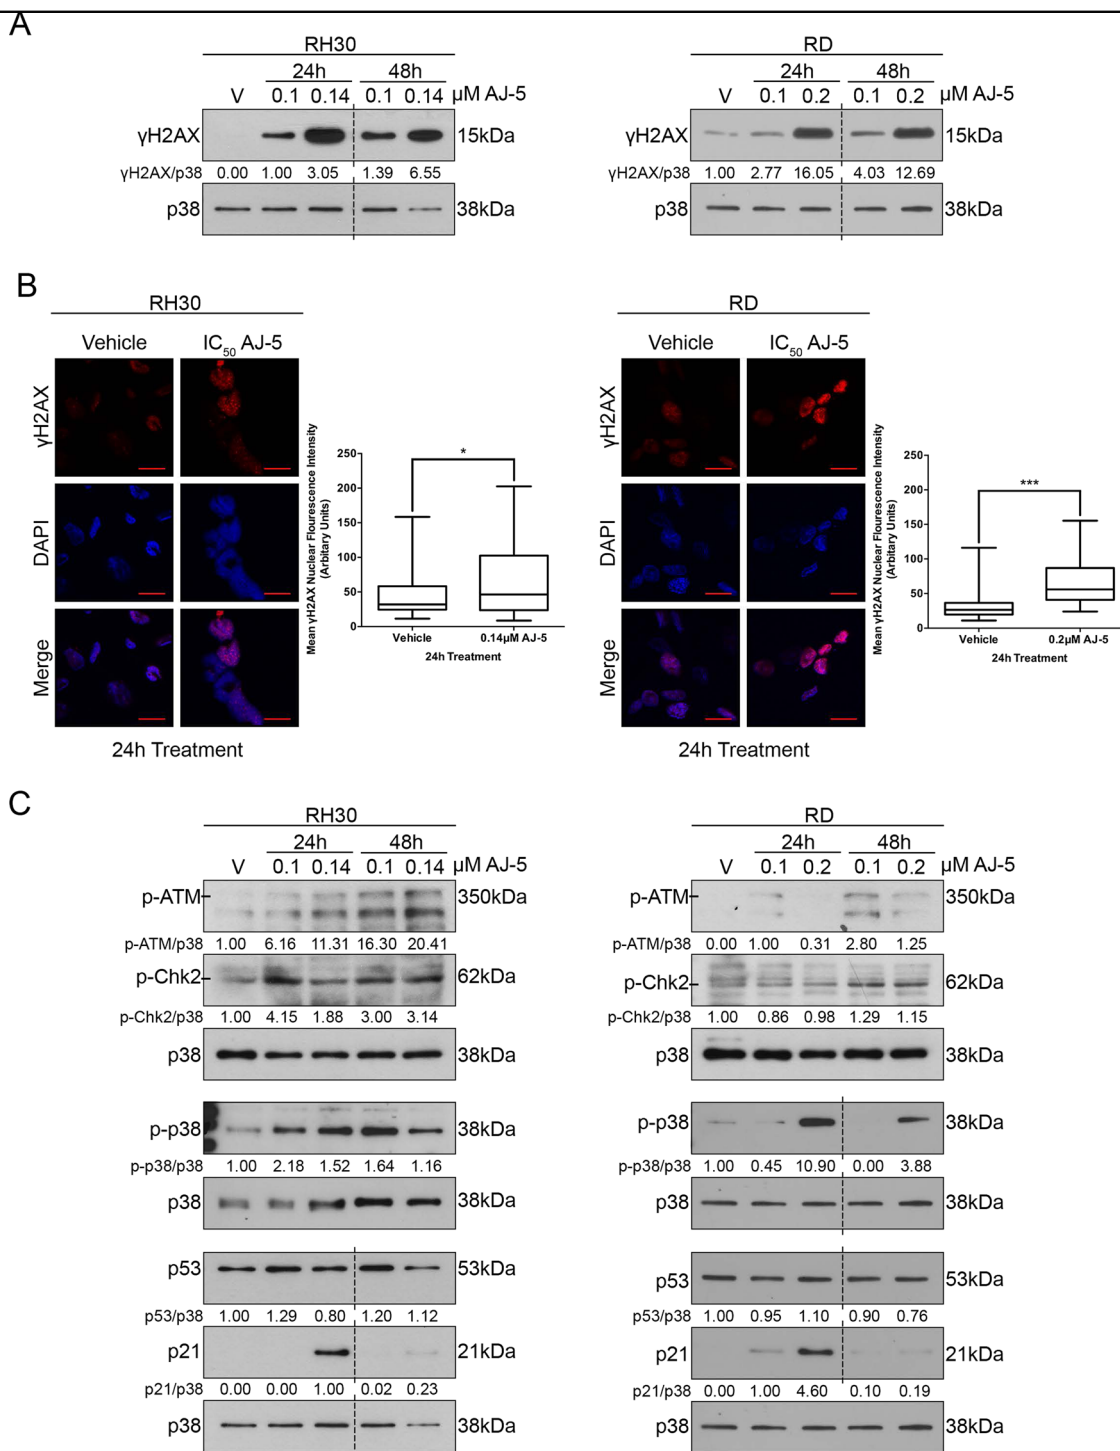 A
RH30
24h 48h
V 0.1 0.14 0.1 0.14 µM AJ-5
γH2AX 15kDa
γH2AX/p38 0.00 1.00 3.05 1.39 6.55
p38 38kDa
RD
24h 48h
V 0.1 0.2 0.1 0.2 µM AJ-5
γH2AX 15kDa
γH2AX/p38 1.00 2.77 16.05 4.03 12.69
p38 38kDa
B
RH30
Vehicle IC50 AJ-5
γH2AX
DAPI
Merge
24h Treatment
Mean γH2AX Nuclear Flourescence Intensity
(Arbitary Units)
250
200
150
100
50
0
*
Vehicle 0.14µM AJ-5
24h Treatment
RD
Vehicle IC50 AJ-5
γH2AX
DAPI
Merge
24h Treatment
Mean γH2AX Nuclear Flourescence Intensity
(Arbitary Units)
250
200
150
100
50
0
***
Vehicle 0.2µM AJ-5
24h Treatment
C
RH30
24h 48h
V 0.1 0.14 0.1 0.14 µM AJ-5
p-ATM 350kDa
p-ATM/p38 1.00 6.16 11.31 16.30 20.41
p-Chk2 62kDa
p-Chk2/p38 1.00 4.15 1.88 3.00 3.14
p38 38kDa
p-p38 38kDa
p-p38/p38 1.00 2.18 1.52 1.64 1.16
p38 38kDa
p53 53kDa
p53/p38 1.00 1.29 0.80 1.20 1.12
p21 21kDa
p21/p38 0.00 0.00 1.00 0.02 0.23
p38 38kDa
RD
24h 48h
V 0.1 0.2 0.1 0.2 µM AJ-5
p-ATM 350kDa
p-ATM/p38 0.00 1.00 0.31 2.80 1.25
p-Chk2 62kDa
p-Chk2/p38 1.00 0.86 0.98 1.29 1.15
p38 38kDa
p-p38 38kDa
p-p38/p38 1.00 0.45 10.90 0.00 3.88
p38 38kDa
p53 53kDa
p53/p38 1.00 0.95 1.10 0.90 0.76
p21 21kDa
p21/p38 0.00 1.00 4.60 0.10 0.19
p38 38kDa